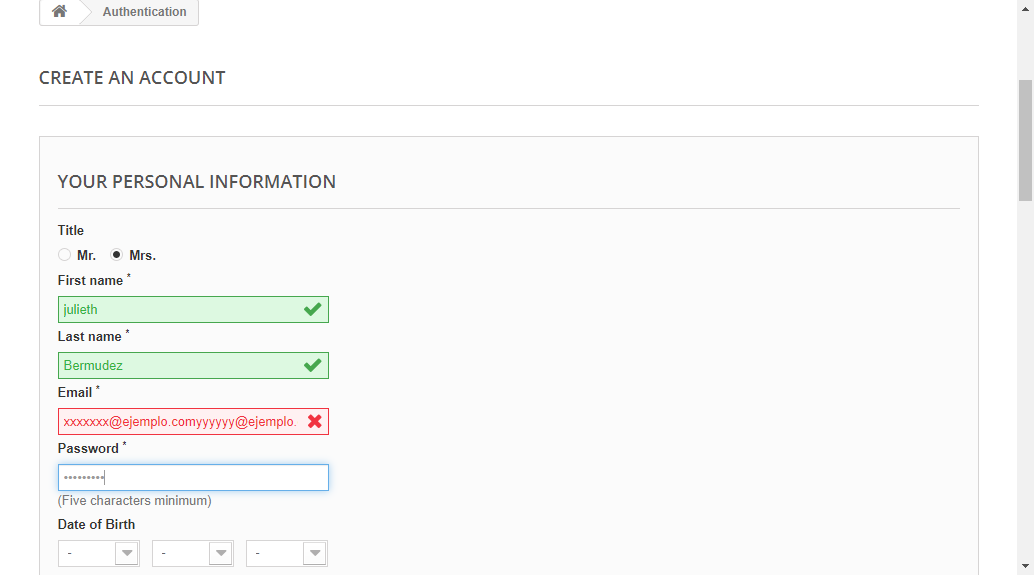 Authentication
CREATE AN ACCOUNT
YOUR PERSONAL INFORMATION
Title
Mr. Mrs.
First name *
julieth
Last name *
Bermudez
Email *
xxxxxxx@ejemplo.comyyyyyy@ejemplo.
Password *
•••••••••
(Five characters minimum)
Date of Birth
- - -